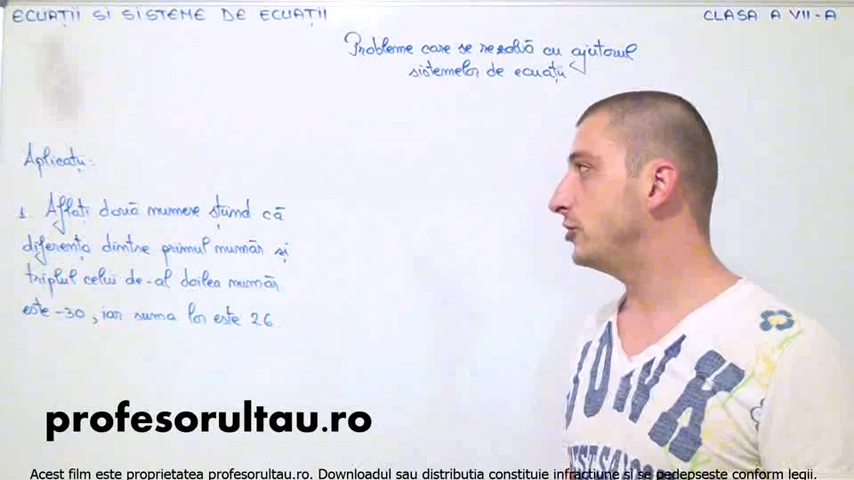 ECUAȚII SI SISTEME DE ECUAȚII
CLASA A VII-A
Probleme care se rezolvă cu ajutorul
sistemelor de ecuații
Aplicații:
1. Aflați două numere știind că
diferența dintre primul număr și
triplul celui de-al doilea număr
este -30, iar suma lor este 26.
JUNK
profesorultau.ro
Acest film este proprietatea profesorultau.ro. Downloadul sau distributia constituie infractiune si se pedepseste conform legii.